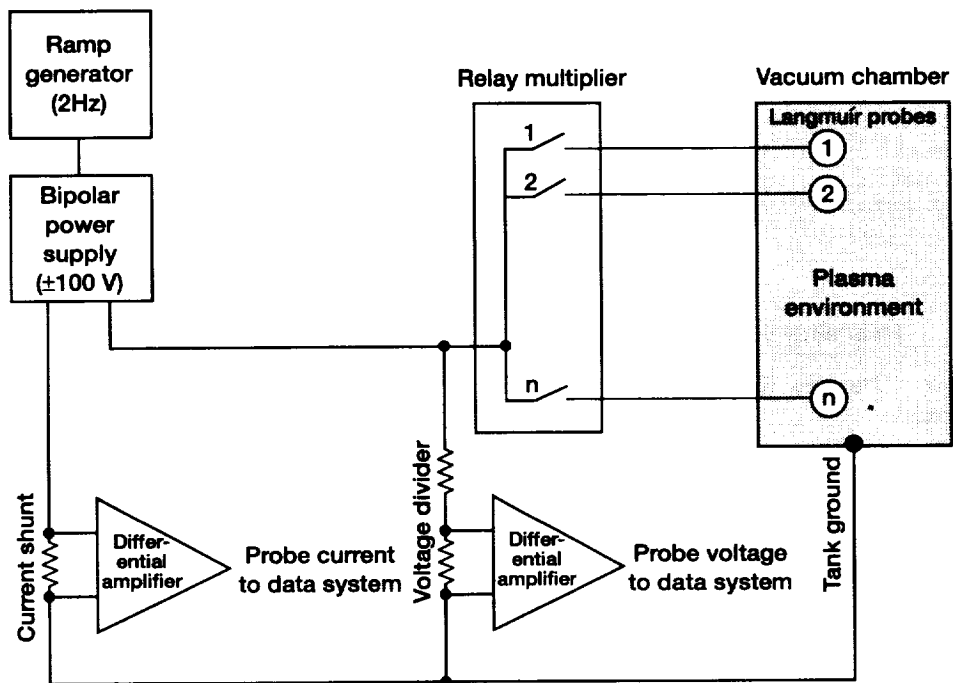 Ramp
generator
(2Hz)
Bipolar
power
supply
(±100 V)
Relay multiplier
1
2
n
Vacuum chamber
Langmuír probes
1
2
Plasma
environment
n
Current shunt
Differ-
ential
amplifier
Probe current
to data system
Voltage divider
Differ-
ential
amplifier
Probe voltage
to data system
Tank ground